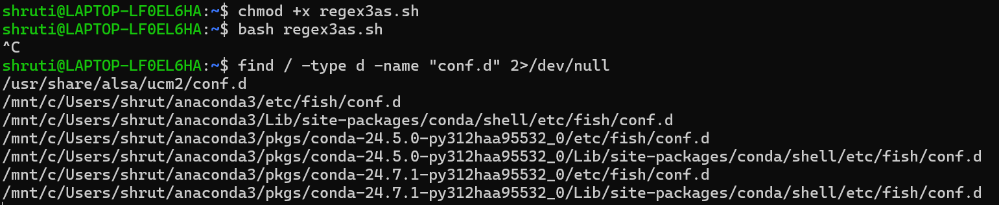 shruti@LAPTOP-LF0EL6HA:~$ chmod +x regex3as.sh
shruti@LAPTOP-LF0EL6HA:~$ bash regex3as.sh
^C
shruti@LAPTOP-LF0EL6HA:~$ find / -type d -name "conf.d" 2>/dev/null
/usr/share/alsa/ucm2/conf.d
/mnt/c/Users/shrut/anaconda3/etc/fish/conf.d
/mnt/c/Users/shrut/anaconda3/Lib/site-packages/conda/shell/etc/fish/conf.d
/mnt/c/Users/shrut/anaconda3/pkgs/conda-24.5.0-py312haa95532_0/etc/fish/conf.d
/mnt/c/Users/shrut/anaconda3/pkgs/conda-24.5.0-py312haa95532_0/Lib/site-packages/conda/shell/etc/fish/conf.d
/mnt/c/Users/shrut/anaconda3/pkgs/conda-24.7.1-py312haa95532_0/etc/fish/conf.d
/mnt/c/Users/shrut/anaconda3/pkgs/conda-24.7.1-py312haa95532_0/Lib/site-packages/conda/shell/etc/fish/conf.d